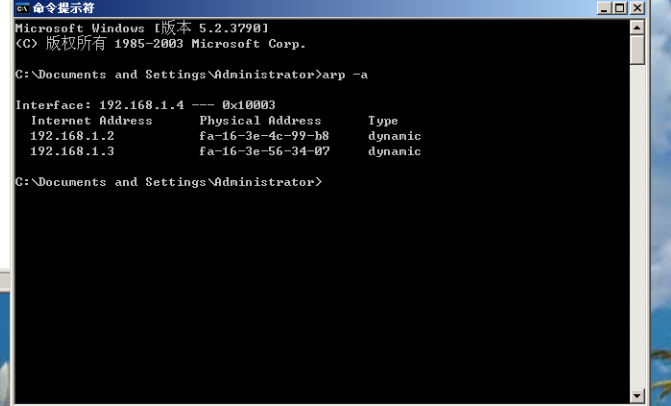 命令提示符
Microsoft Windows [版本 5.2.3790]
(C) 版权所有 1985-2003 Microsoft Corp.
C:\Documents and Settings\Administrator>arp -a
Interface: 192.168.1.4 --- 0x10003
Internet Address Physical Address Type
192.168.1.2 fa-16-3e-4c-99-b8 dynamic
192.168.1.3 fa-16-3e-56-34-07 dynamic
C:\Documents and Settings\Administrator>